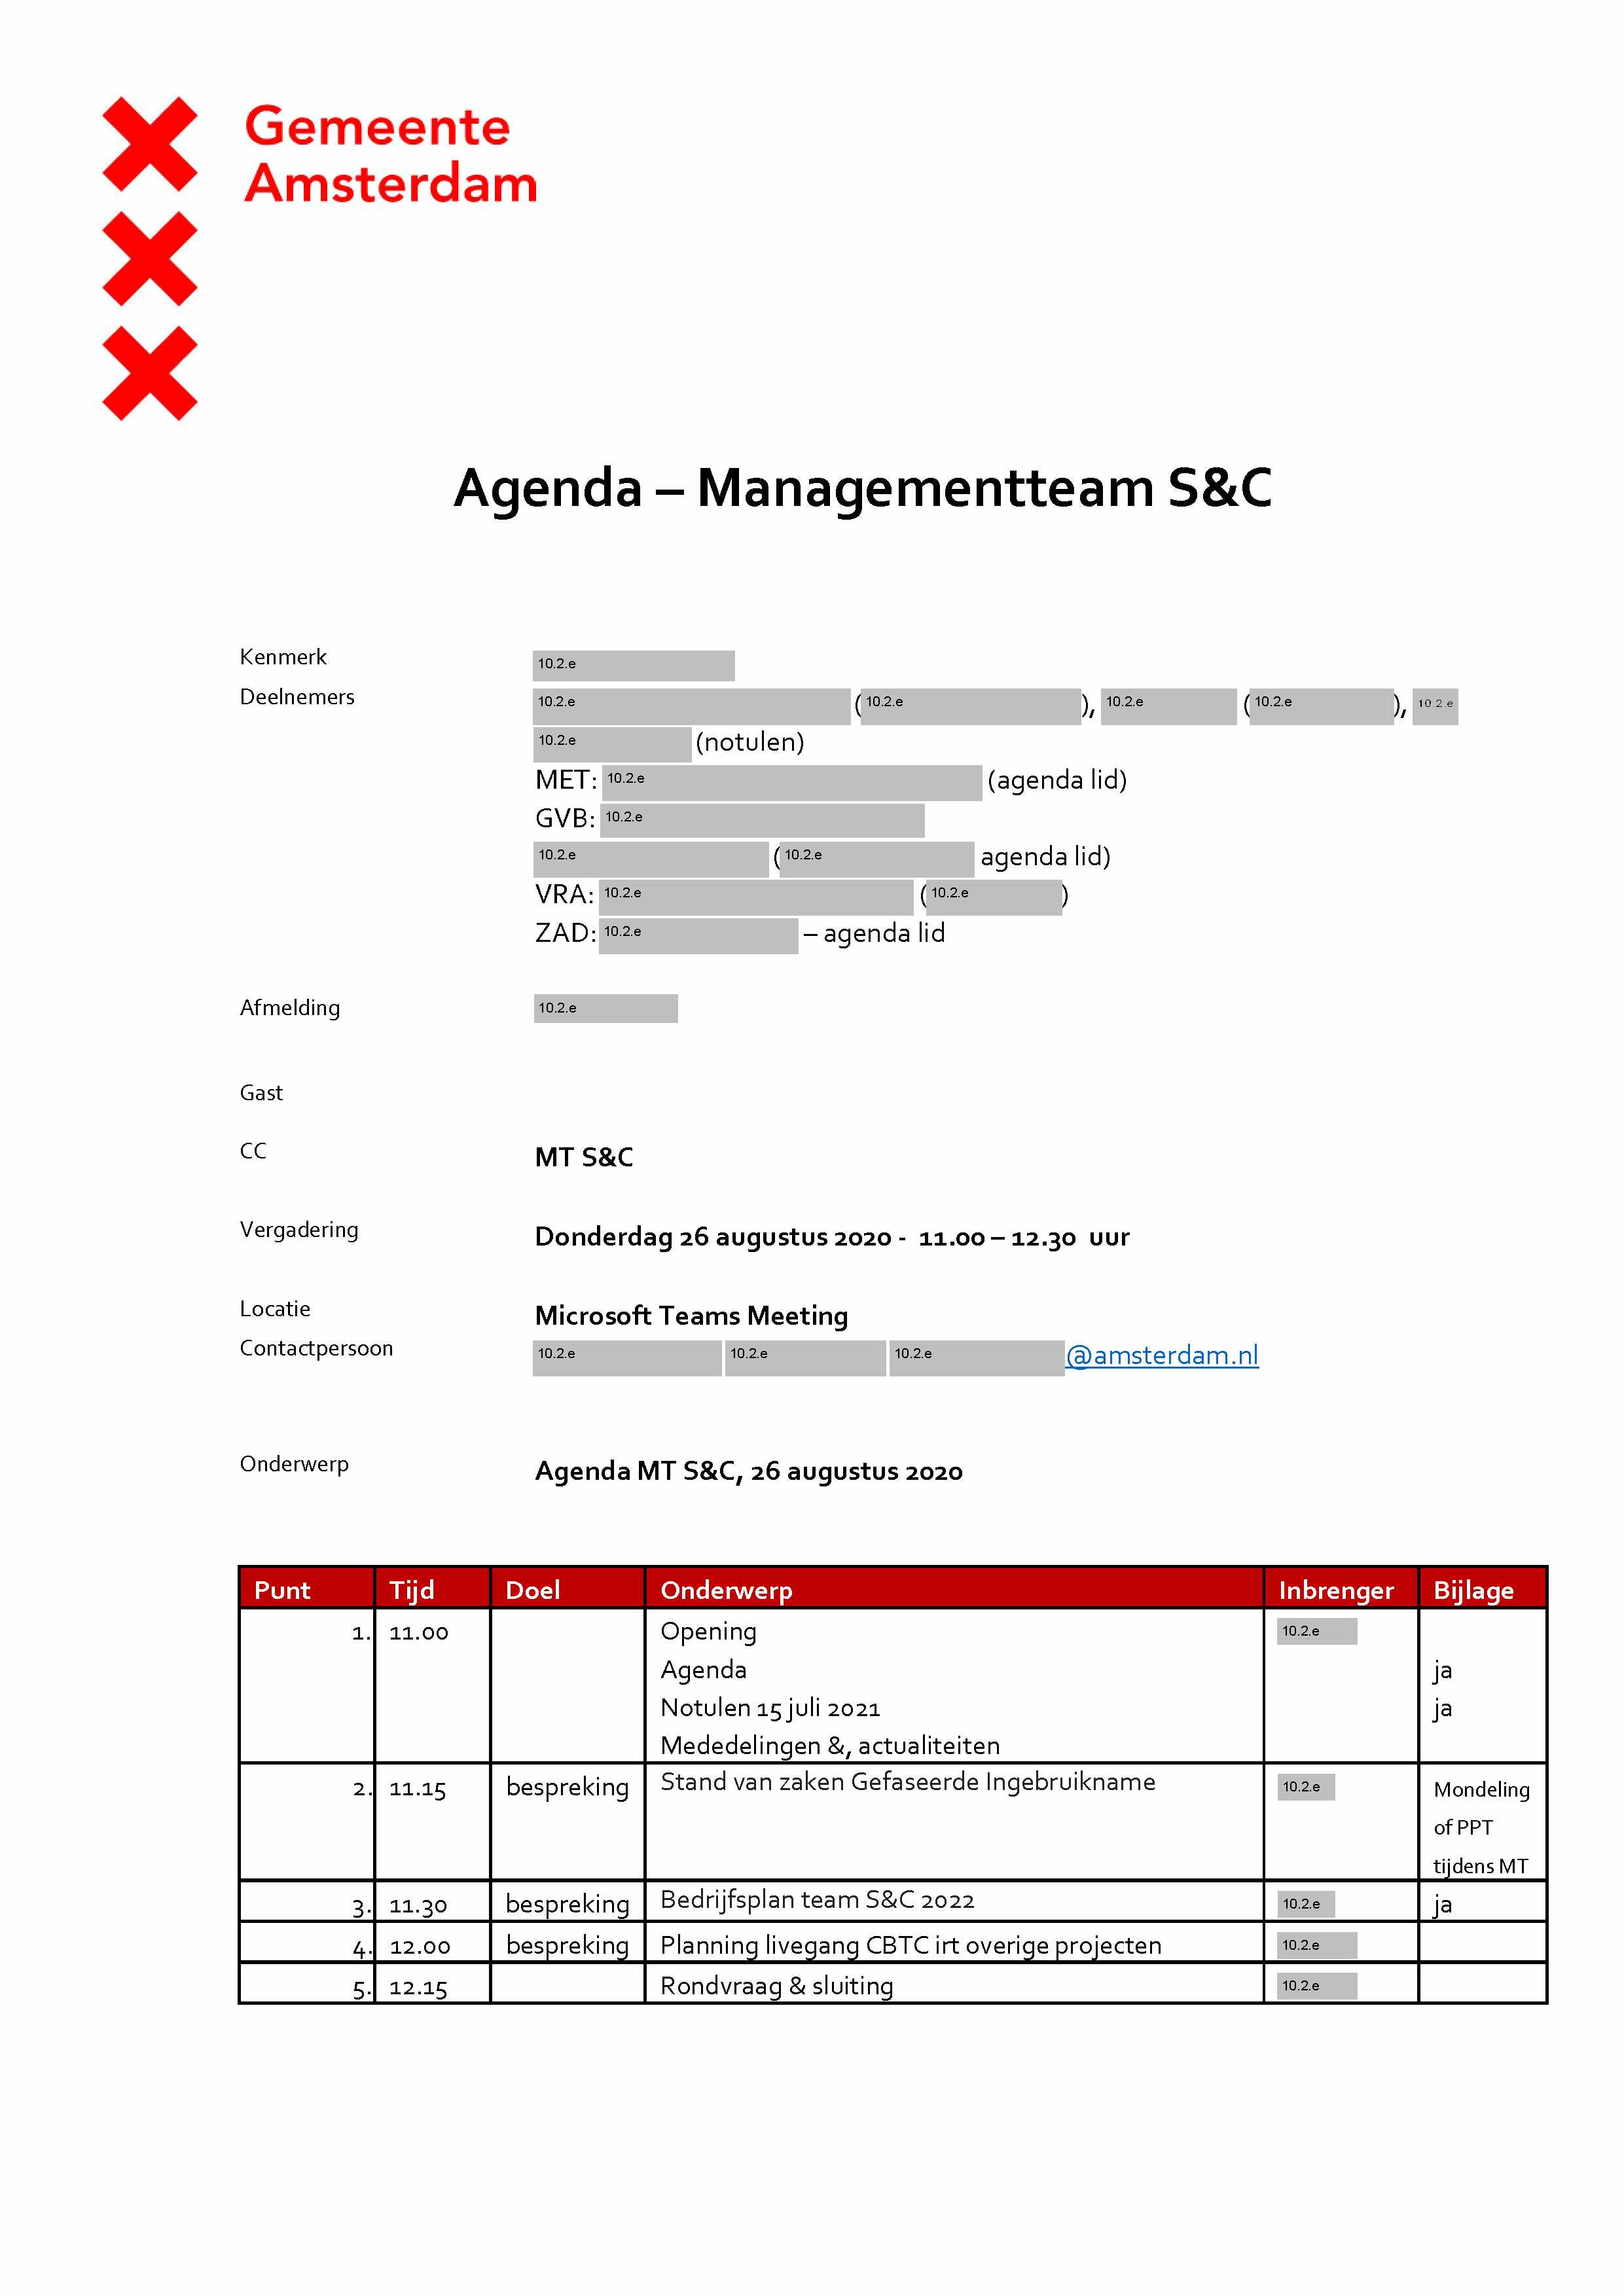 Gemeente
Amsterdam
Agenda – Managementteam S&C
Kenmerk 10.2.e
Deelnemers 10.2.e (10.2.e), 10.2.e (10.2.e), 10.2.e
10.2.e (notulen)
MET: 10.2.e (agenda lid)
GVB: 10.2.e
10.2.e (10.2.e agenda lid)
VRA: 10.2.e (10.2.e)
ZAD: 10.2.e – agenda lid
Afmelding 10.2.e
Gast
CC MT S&C
Vergadering Donderdag 26 augustus 2020 - 11.00 – 12.30 uur
Locatie Microsoft Teams Meeting
Contactpersoon 10.2.e 10.2.e 10.2.e@amsterdam.nl
Onderwerp Agenda MT S&C, 26 augustus 2020
Punt Tijd Doel Onderwerp Inbrenger Bijlage
1. 11.00 Opening 10.2.e
Agenda ja
Notulen 15 juli 2021 ja
Mededelingen &, actualiteiten
2. 11.15 bespreking Stand van zaken Gefaseerde Ingebruikname 10.2.e Mondeling
of PPT
tijdens MT
3. 11.30 bespreking Bedrijfsplan team S&C 2022 10.2.e ja
4. 12.00 bespreking Planning livegang CBTC irt overige projecten 10.2.e
5. 12.15 Rondvraag & sluiting 10.2.e